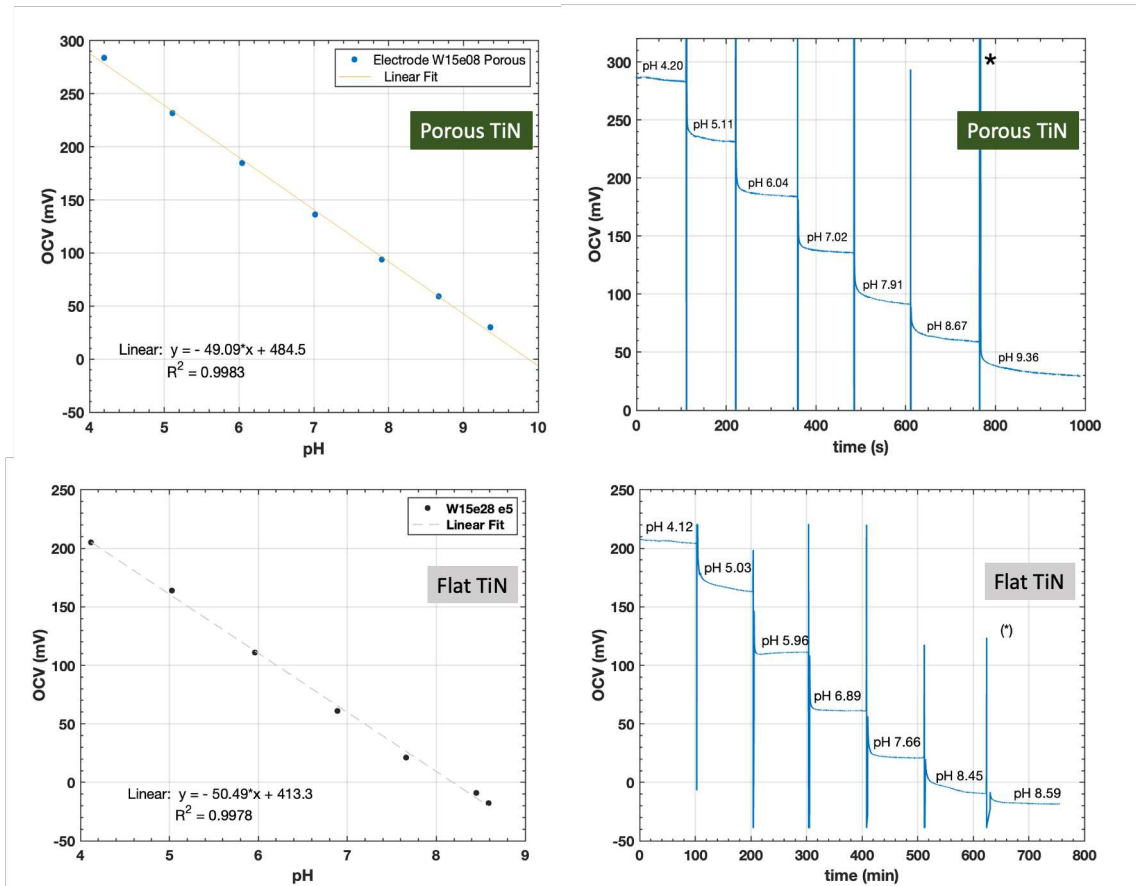 300
250
200
150
100
50
0
-50
OCV (mV)
4
5
6
7
8
9
10
pH
Electrode W15e08 Porous
Linear Fit
Porous TiN
Linear: y = - 49.09*x + 484.5
R² = 0.9983
300
250
200
150
100
50
0
OCV (mV)
0
200
400
600
800
1000
time (s)
pH 4.20
pH 5.11
pH 6.04
pH 7.02
pH 7.91
pH 8.67
pH 9.36
*
Porous TiN
250
200
150
100
50
0
-50
OCV (mV)
4
5
6
7
8
9
pH
W15e28 e5
Linear Fit
Flat TiN
Linear: y = - 50.49*x + 413.3
R² = 0.9978
250
200
150
100
50
0
-50
OCV (mV)
0
100
200
300
400
500
600
700
800
time (min)
pH 4.12
pH 5.03
pH 5.96
pH 6.89
pH 7.66
pH 8.45
pH 8.59
(*)
Flat TiN